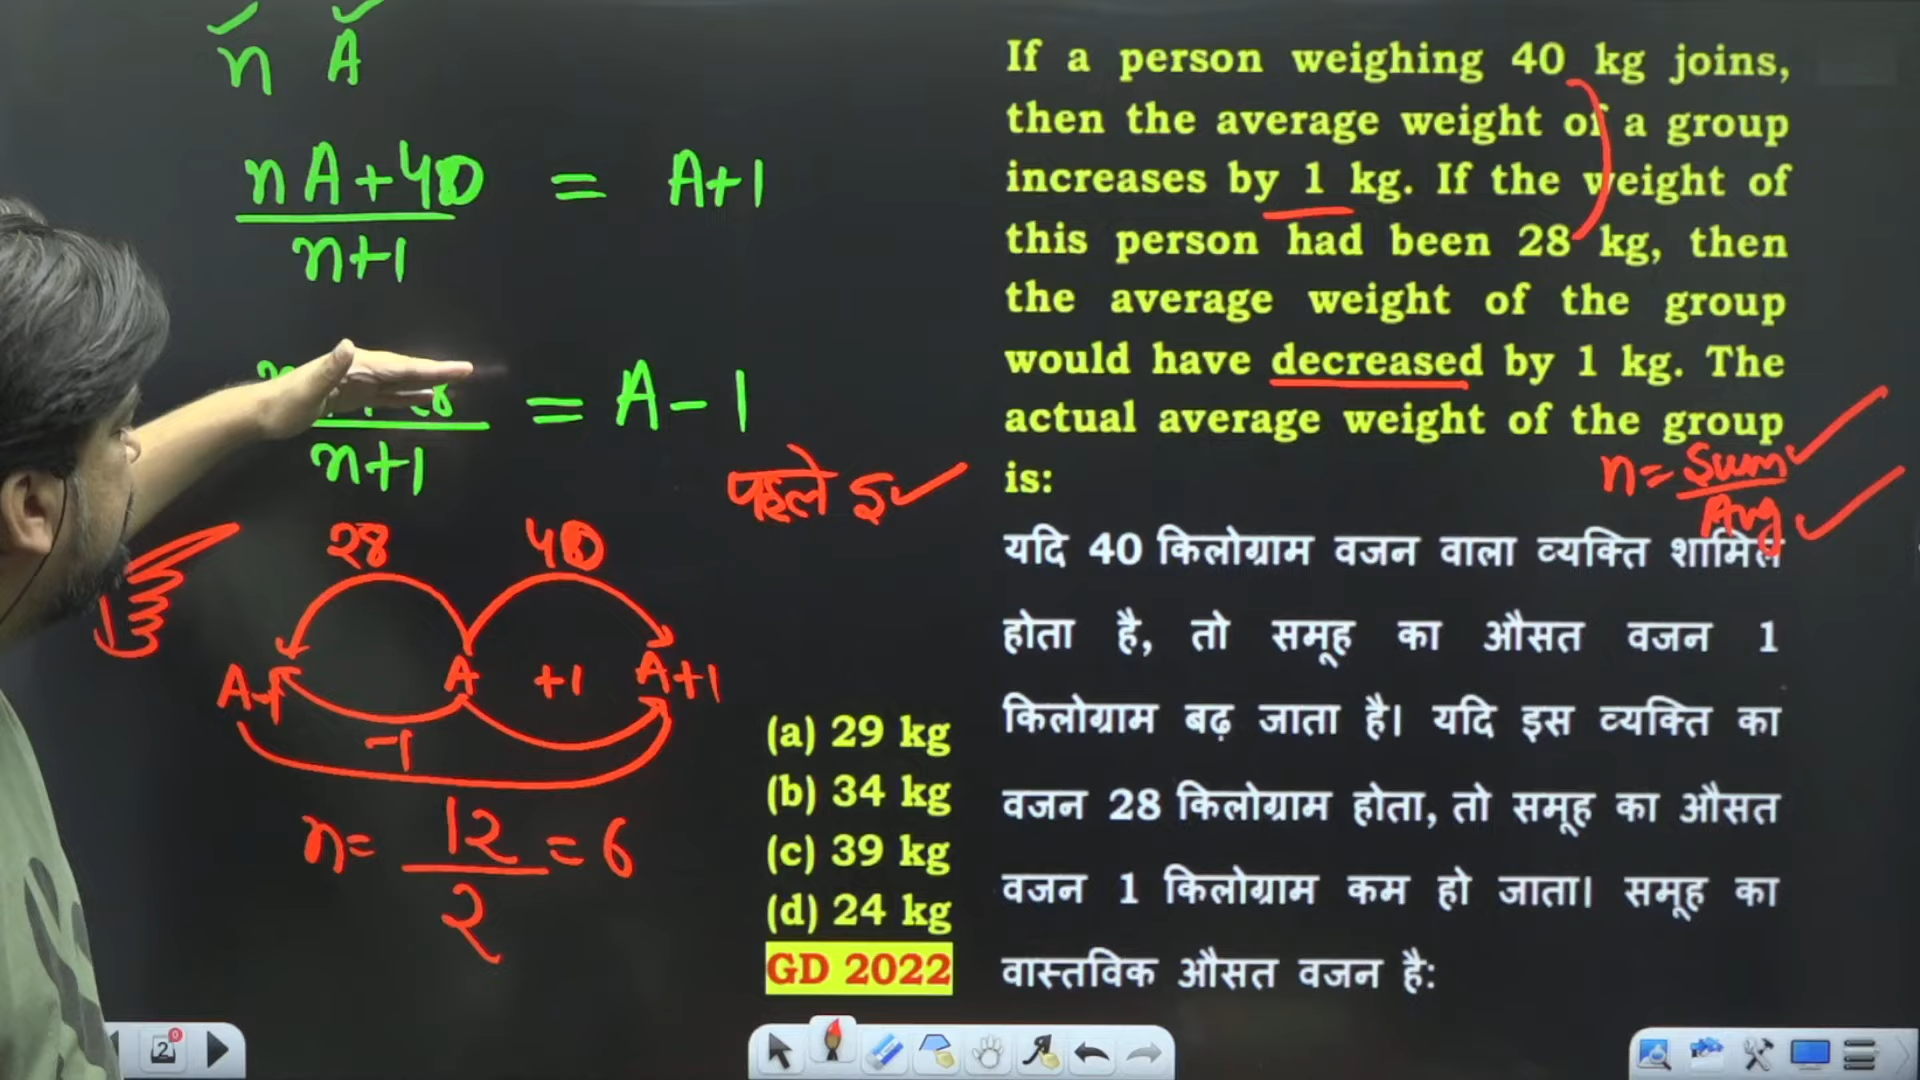 n A
nA+40 = A+1
n+1
= A-1
n+1
पहले
28 40
A-1 A +1 A+1
-1
n= 12 = 6
2
If a person weighing 40 kg joins,
then the average weight of a group
increases by 1 kg. If the weight of
this person had been 28 kg, then
the average weight of the group
would have decreased by 1 kg. The
actual average weight of the group
is:
n= Sum
Avg
यदि 40 किलोग्राम वजन वाला व्यक्ति शामिल
होता है, तो समूह का औसत वजन 1
किलोग्राम बढ़ जाता है। यदि इस व्यक्ति का
वजन 28 किलोग्राम होता, तो समूह का औसत
वजन 1 किलोग्राम कम हो जाता। समूह का
वास्तविक औसत वजन है:
(a) 29 kg
(b) 34 kg
(c) 39 kg
(d) 24 kg
GD 2022
2 0